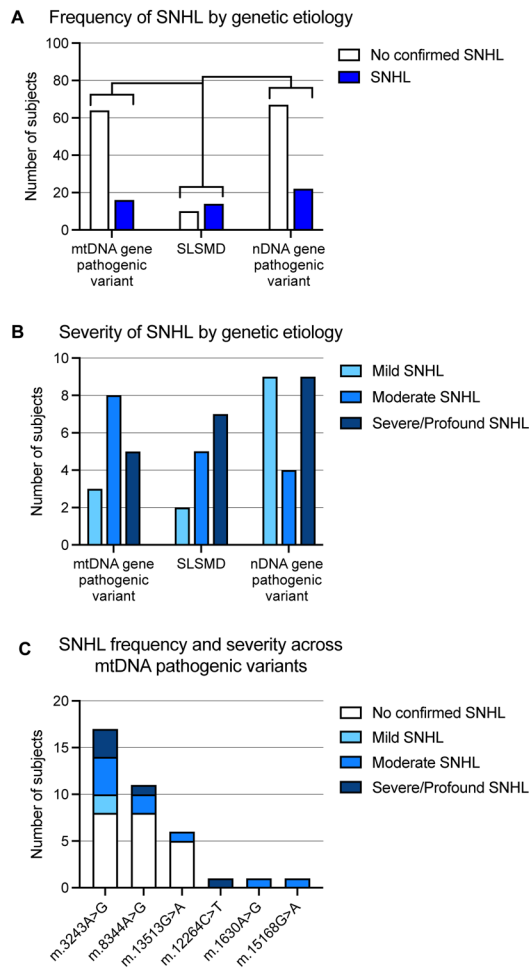 A Frequency of SNHL by genetic etiology
Number of subjects
100
80
60
40
20
0
No confirmed SNHL
SNHL
mtDNA gene
pathogenic
variant
SLSMD
nDNA gene
pathogenic
variant
B Severity of SNHL by genetic etiology
Number of subjects
10
8
6
4
2
0
Mild SNHL
Moderate SNHL
Severe/Profound SNHL
mtDNA gene
pathogenic
variant
SLSMD
nDNA gene
pathogenic
variant
C SNHL frequency and severity across
mtDNA pathogenic variants
Number of subjects
20
15
10
5
0
No confirmed SNHL
Mild SNHL
Moderate SNHL
Severe/Profound SNHL
m.3243A>G
m.8344A>G
m.13513G>A
m.12264C>T
m.1630A>G
m.15168G>A